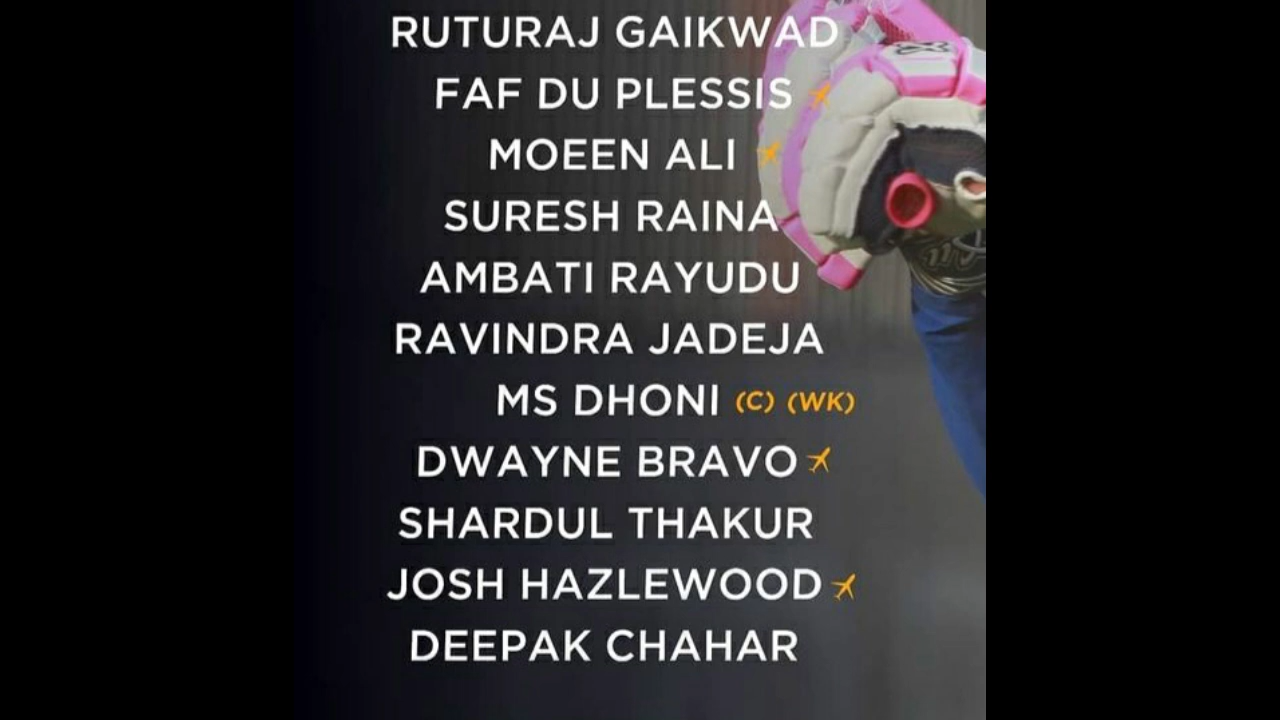 RUTURAJ GAIKWAD
FAF DU PLESSIS
MOEEN ALI
SURESH RAINA
AMBATI RAYUDU
RAVINDRA JADEJA
MS DHONI (C) (WK)
DWAYNE BRAVO
SHARDUL THAKUR
JOSH HAZLEWOOD
DEEPAK CHAHAR